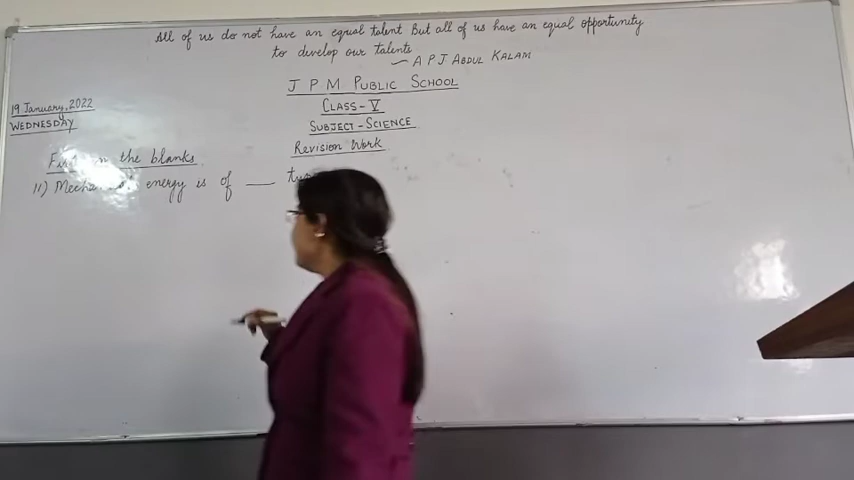 All of us do not have an equal talent But all of us have an equal opportunity
to develop our talents
- A P J ABDUL KALAM
J P M PUBLIC SCHOOL
19 January, 2022
WEDNESDAY
CLASS - V
SUBJECT - SCIENCE
Revision Work
in the blanks
11) energy is of ___